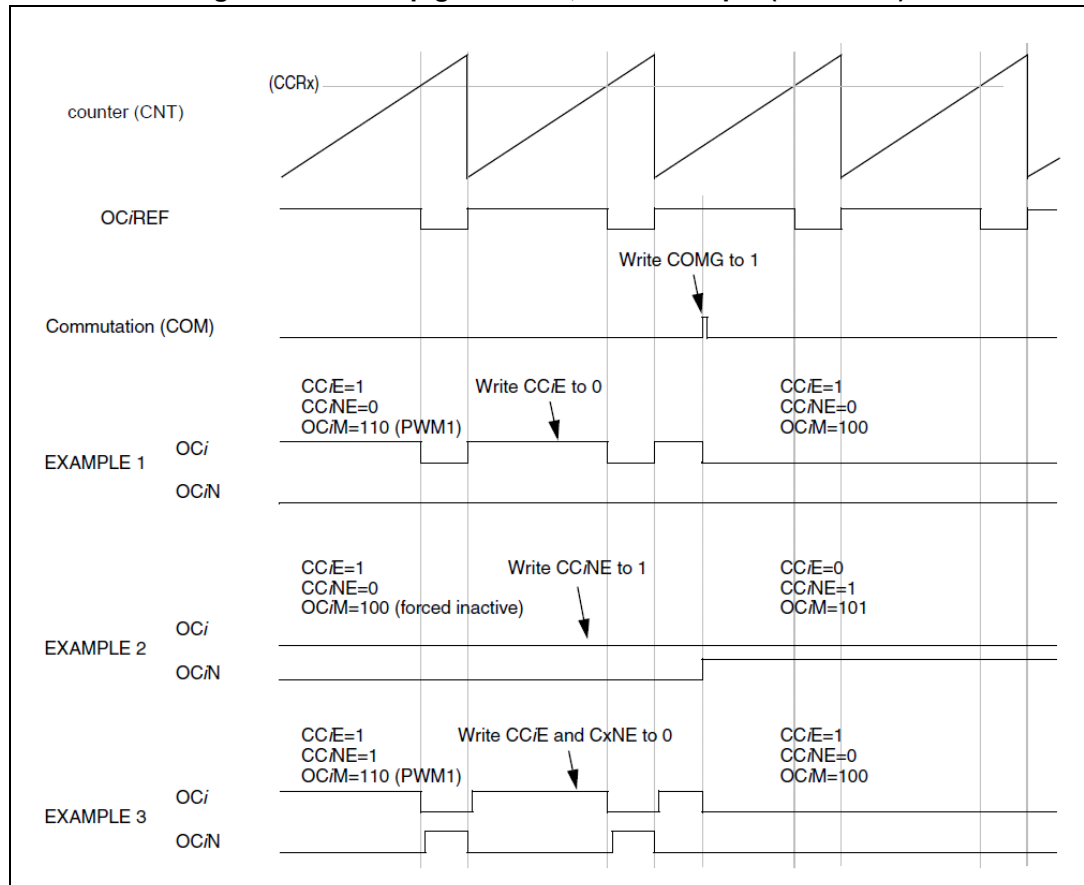 (CCRx)
counter (CNT)
OCiREF
Write COMG to 1
Commutation (COM)
CCiE=1
CCiNE=0
OCiM=110 (PWM1)
Write CCiE to 0
CCiE=1
CCiNE=0
OCiM=100
EXAMPLE 1
OCi
OCiN
CCiE=1
CCiNE=0
OCiM=100 (forced inactive)
Write CCiNE to 1
CCiE=0
CCiNE=1
OCiM=101
EXAMPLE 2
OCi
OCiN
CCiE=1
CCiNE=1
OCiM=110 (PWM1)
Write CCiE and CxNE to 0
CCiE=1
CCiNE=0
OCiM=100
EXAMPLE 3
OCi
OCiN